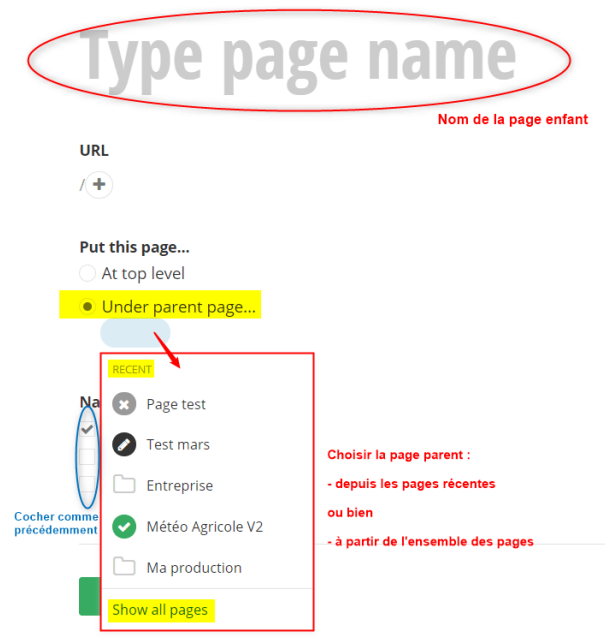 Type page name
Nom de la page enfant
URL
/
Put this page...
At top level
Under parent page...
RECENT
Na
Page test
Test mars
Entreprise
Météo Agricole V2
Ma production
Show all pages
Choisir la page parent :
- depuis les pages récentes
ou bien
- à partir de l'ensemble des pages
Cocher comme
précédemment